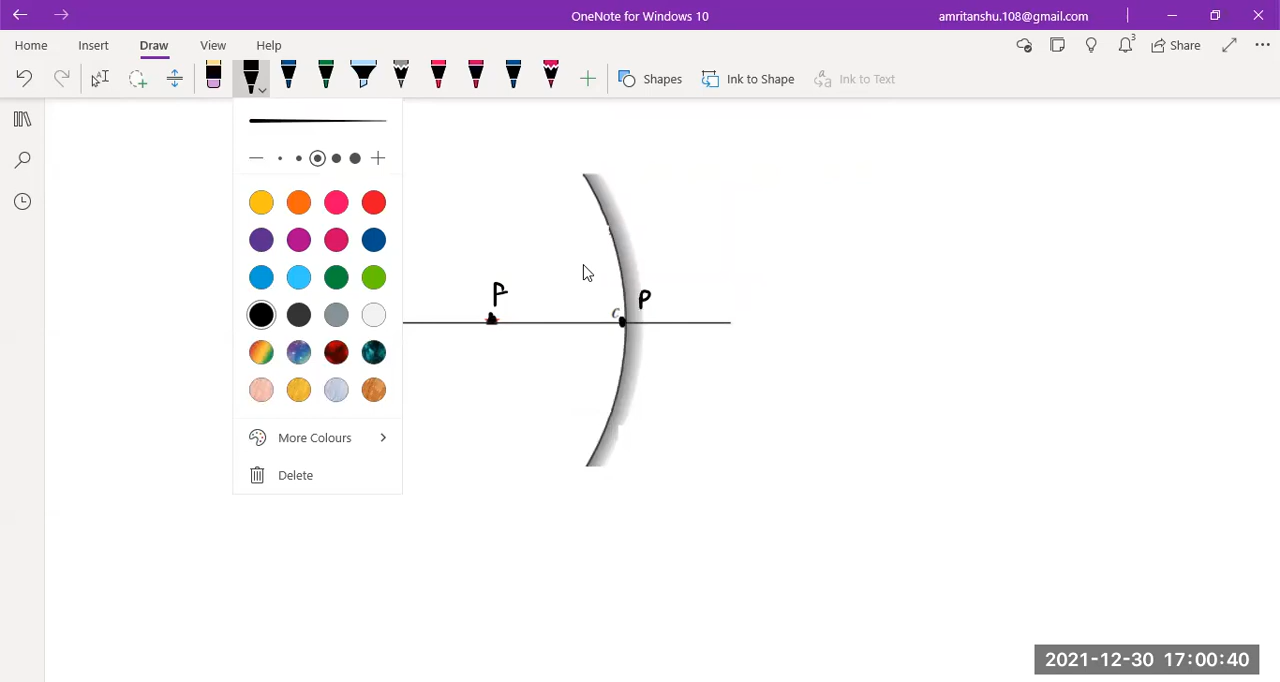 OneNote for Windows 10
amritanshu.108@gmail.com
Home Insert Draw View Help
3
Share
Shapes
Ink to Shape
Ink to Text
F
P
c
More Colours
Delete
2021-12-30 17:00:40